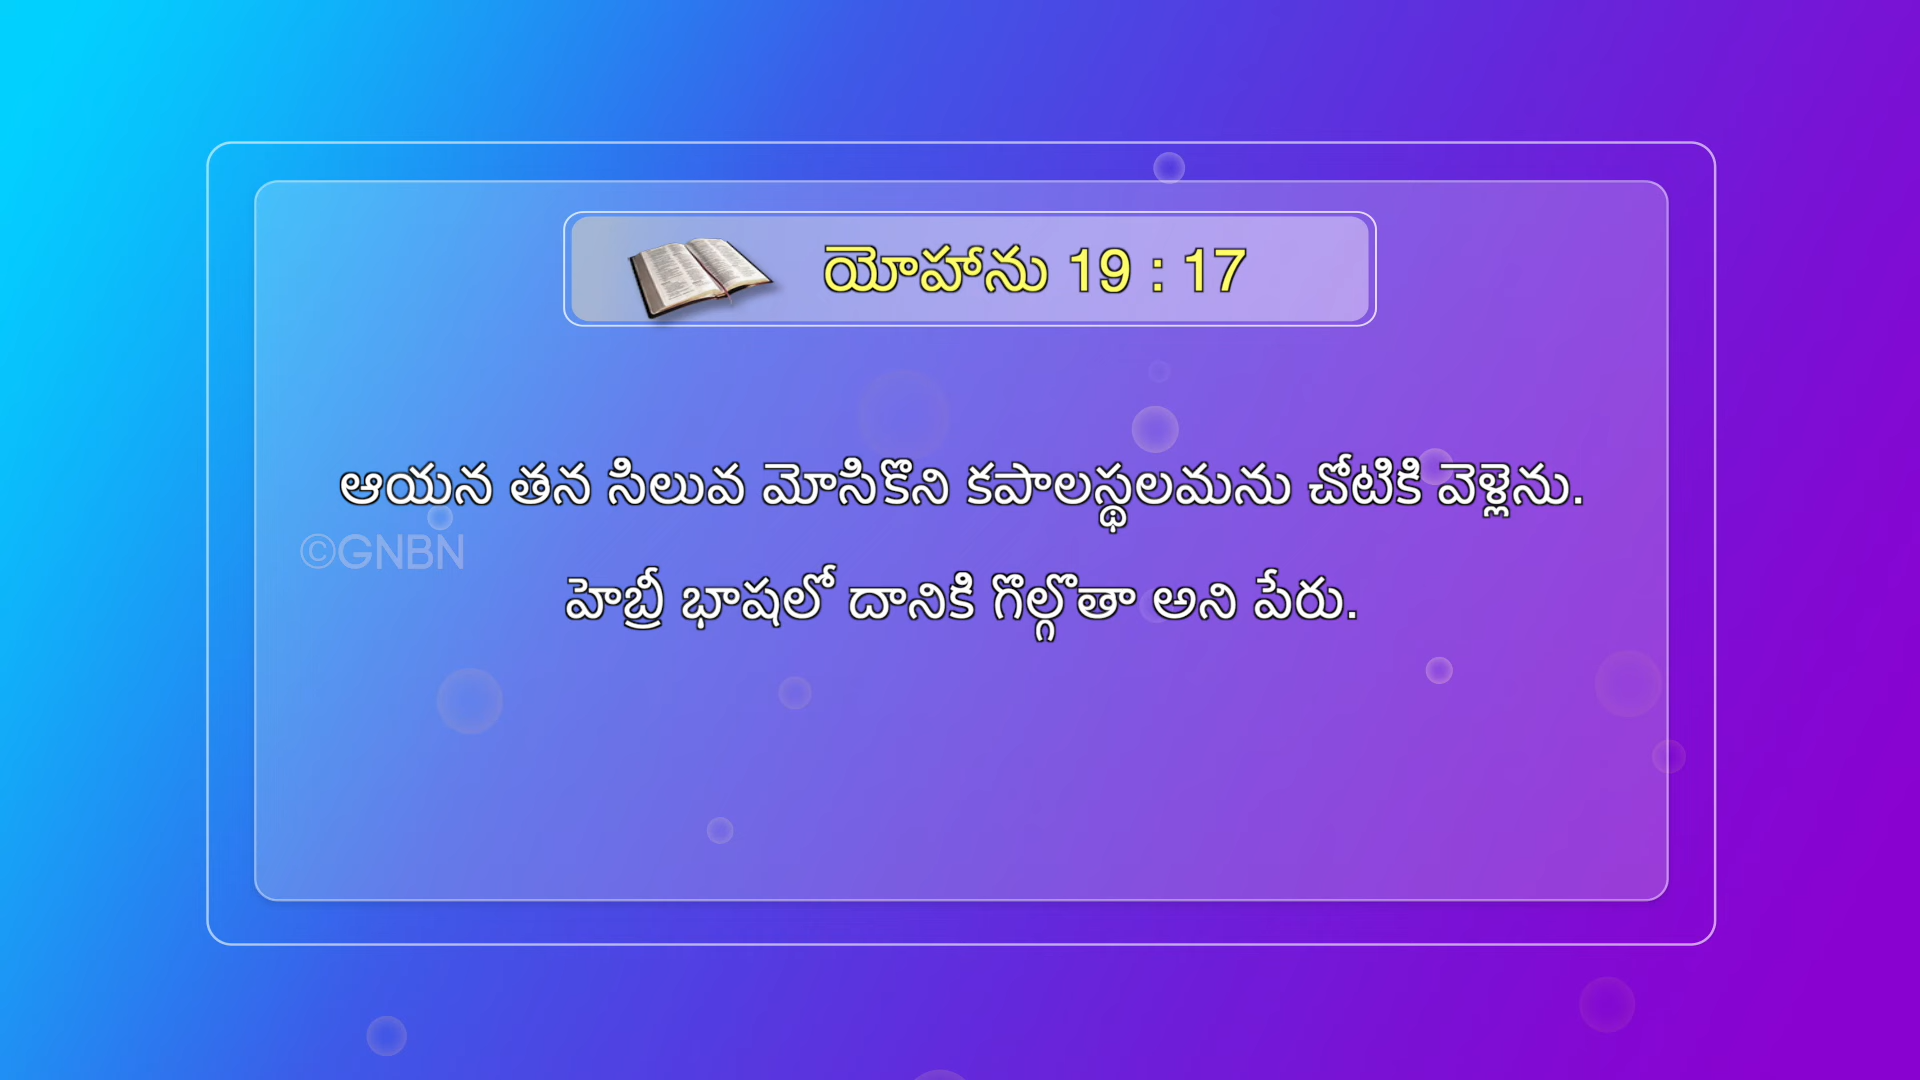 యోహాను 19 : 17
ఆయన తన సిలువ మోసికొని కపాలస్థలమను చోటికి వెళ్లెను.
©GNBN
హెబ్రీ భాషలో దానికి గొల్గొతా అని పేరు.